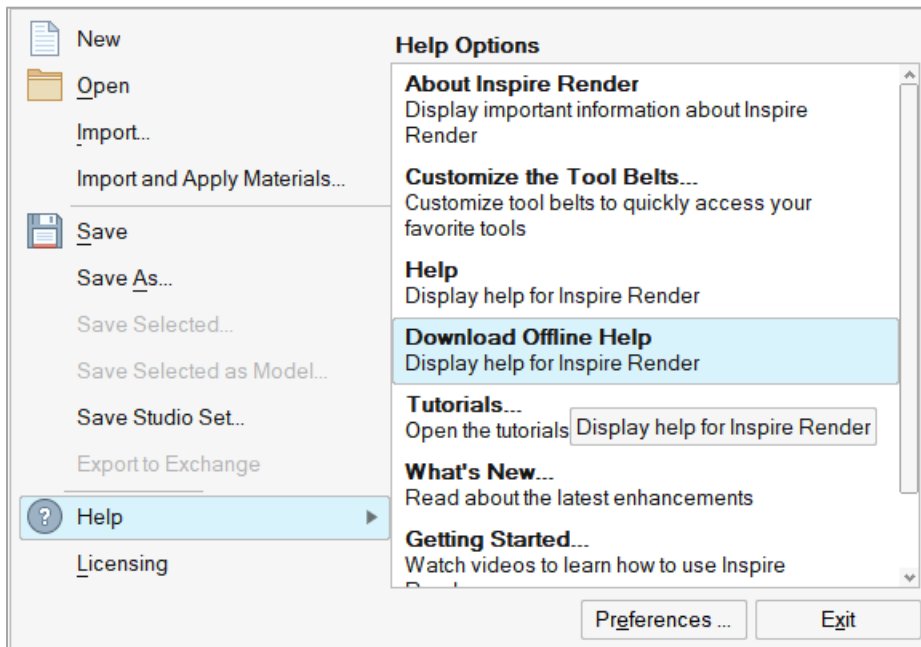 New
Open
Import...
Import and Apply Materials...
Save
Save As...
Save Selected...
Save Selected as Model...
Save Studio Set...
Export to Exchange
Help
Licensing
Help Options
About Inspire Render
Display important information about Inspire
Render
Customize the Tool Belts...
Customize tool belts to quickly access your
favorite tools
Help
Display help for Inspire Render
Download Offline Help
Display help for Inspire Render
Tutorials...
Open the tutorials
Display help for Inspire Render
What's New...
Read about the latest enhancements
Getting Started...
Watch videos to learn how to use Inspire
Preferences ...
Exit